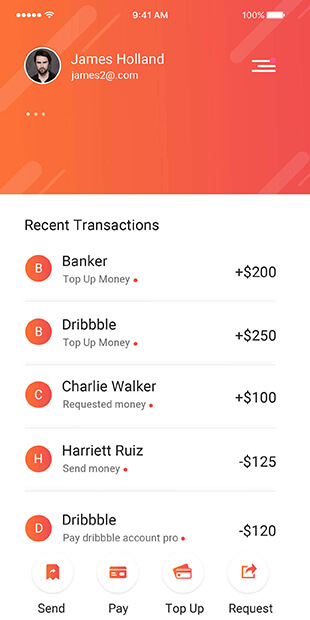 9:41 AM
100%
James Holland
james2@.com
Recent Transactions
B
Banker
Top Up Money
+$200
B
Dribbble
Top Up Money
+$250
C
Charlie Walker
Requested money
+$100
H
Harriett Ruiz
Send money
-$125
D
Dribbble
Pay dribbble account pro
-$120
Send
Pay
Top Up
Request